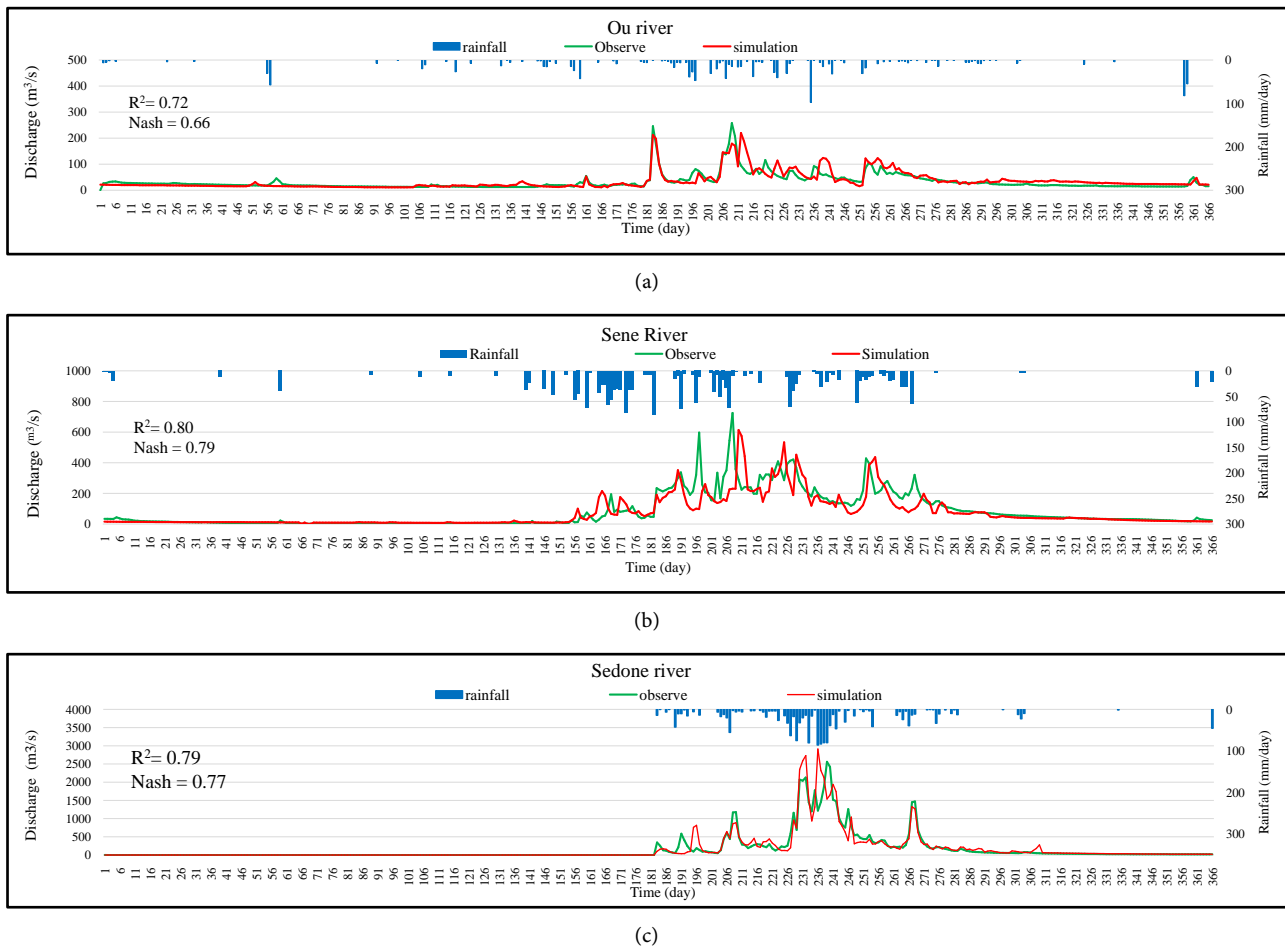 Ou river
rainfall Observe simulation
Discharge (m³/s)
500
400
300
200
100
0
R²= 0.72
Nash = 0.66
0
100
200
300
Rainfall (mm/day)
1 6 11 16 21 26 31 36 41 46 51 56 61 66 71 76 81 86 91 96 101 106 111 116 121 126 131 136 141 146 151 156 161 166 171 176 181 186 191 196 201 206 211 216 221 226 231 236 241 246 251 256 261 266 271 276 281 286 291 296 301 306 311 316 321 326 331 336 341 346 351 356 361 366
Time (day)
(a)
Sene River
Rainfall Observe Simulation
Discharge (m³/s)
1000
800
600
400
200
0
R² = 0.80
Nash = 0.79
0
50
100
150
200
250
300
Rainfall (mm/day)
1 6 11 16 21 26 31 36 41 46 51 56 61 66 71 76 81 86 91 96 101 106 111 116 121 126 131 136 141 146 151 156 161 166 171 176 181 186 191 196 201 206 211 216 221 226 231 236 241 246 251 256 261 266 271 276 281 286 291 296 301 306 311 316 321 326 331 336 341 346 351 356 361 366
Time (day)
(b)
Sedone river
rainfall observe simulation
Discharge (m3/s)
4000
3500
3000
2500
2000
1500
1000
500
0
R²= 0.79
Nash = 0.77
0
100
200
300
Rainfall (mm/day)
1 6 11 16 21 26 31 36 41 46 51 56 61 66 71 76 81 86 91 96 101 106 111 116 121 126 131 136 141 146 151 156 161 166 171 176 181 186 191 196 201 206 211 216 221 226 231 236 241 246 251 256 261 266 271 276 281 286 291 296 301 306 311 316 321 326 331 336 341 346 351 356 361 366
Time (day)
(c)